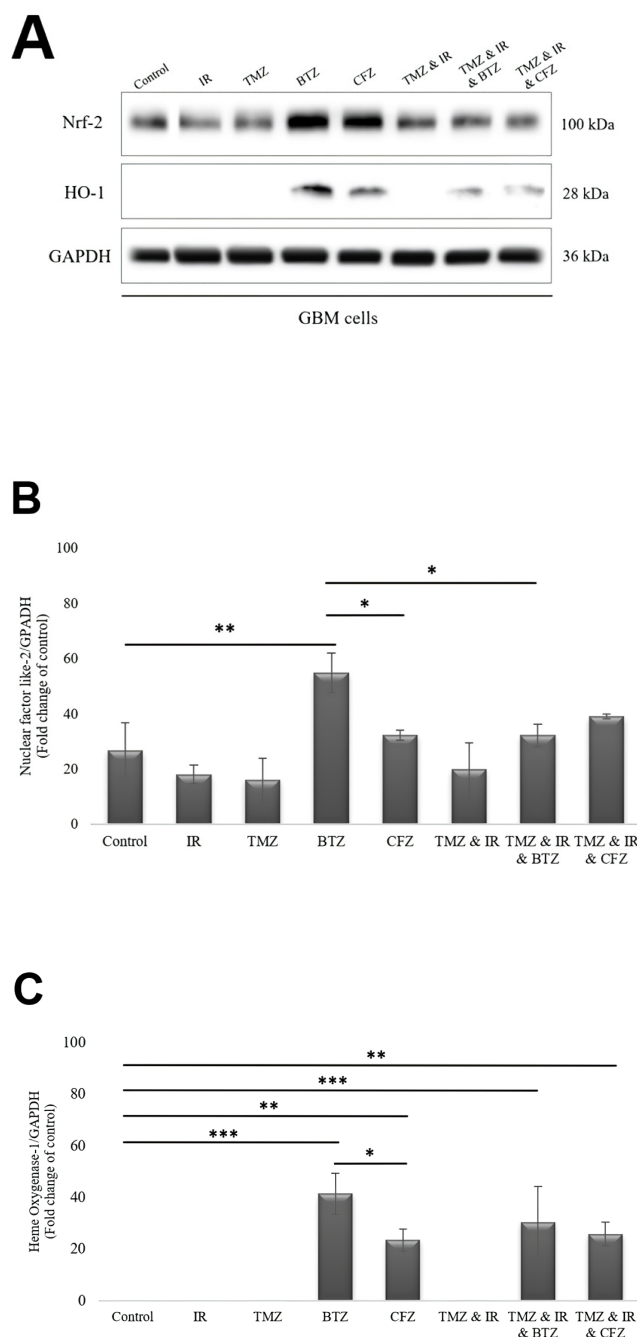 A
Control IR TMZ BTZ CFZ TMZ & IR TMZ & IR & BTZ TMZ & IR & CFZ
Nrf-2 100 kDa
HO-1 28 kDa
GAPDH 36 kDa
GBM cells
B
Nuclear factor like-2/GPADH
(Fold change of control)
100
80
60
40
20
0
**
*
*
Control IR TMZ BTZ CFZ TMZ & IR TMZ & IR TMZ & IR
& BTZ & CFZ
C
Heme Oxygenase-1/GAPDH
(Fold change of control)
100
80
60
40
20
0
**
***
**
***
*
Control IR TMZ BTZ CFZ TMZ & IR TMZ & IR TMZ & IR
& BTZ & CFZ